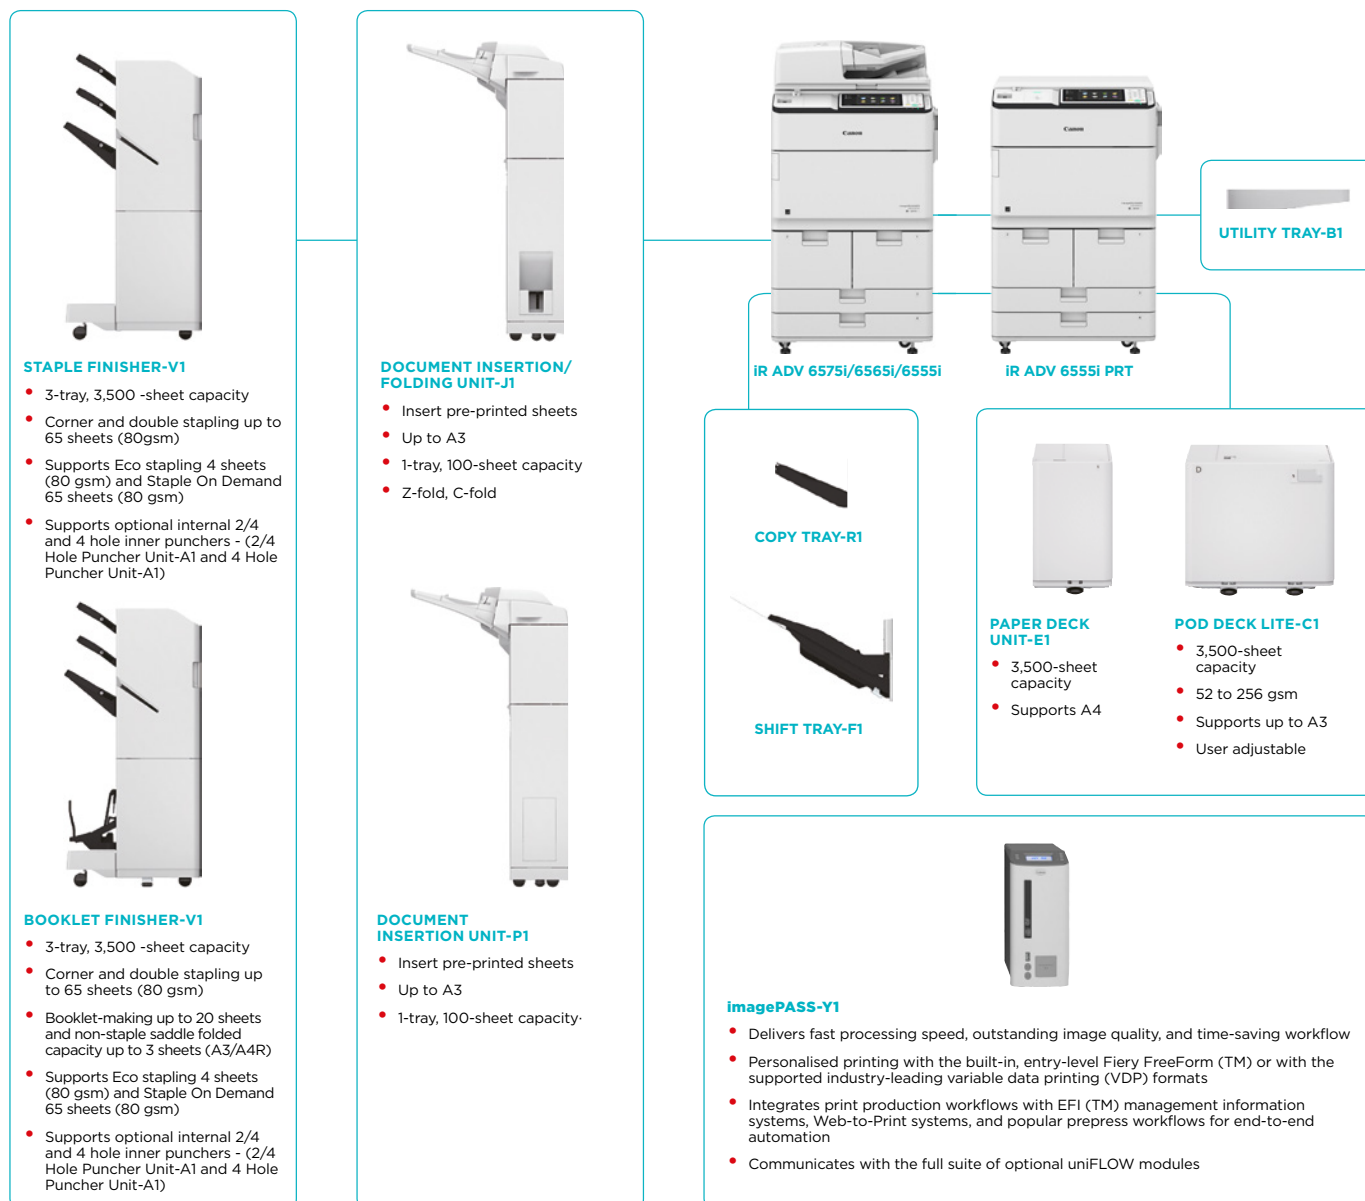 STAPLE FINISHER-V1
• 3-tray, 3,500 -sheet capacity
• Corner and double stapling up to
65 sheets (80gsm)
• Supports Eco stapling 4 sheets
(80 gsm) and Staple On Demand
65 sheets (80 gsm)
• Supports optional internal 2/4
and 4 hole inner punchers - (2/4
Hole Puncher Unit-A1 and 4 Hole
Puncher Unit-A1)
BOOKLET FINISHER-V1
• 3-tray, 3,500 -sheet capacity
• Corner and double stapling up
to 65 sheets (80 gsm)
• Booklet-making up to 20 sheets
and non-staple saddle folded
capacity up to 3 sheets (A3/A4R)
• Supports Eco stapling 4 sheets
(80 gsm) and Staple On Demand
65 sheets (80 gsm)
• Supports optional internal 2/4
and 4 hole inner punchers - (2/4
Hole Puncher Unit-A1 and 4 Hole
Puncher Unit-A1)
DOCUMENT INSERTION/
FOLDING UNIT-J1
• Insert pre-printed sheets
• Up to A3
• 1-tray, 100-sheet capacity
• Z-fold, C-fold
DOCUMENT
INSERTION UNIT-P1
• Insert pre-printed sheets
• Up to A3
• 1-tray, 100-sheet capacity·
Canon
Canon
iR ADV 6575i/6565i/6555i
iR ADV 6555i PRT
UTILITY TRAY-B1
COPY TRAY-R1
SHIFT TRAY-F1
PAPER DECK
UNIT-E1
• 3,500-sheet
capacity
• Supports A4
D
POD DECK LITE-C1
• 3,500-sheet
capacity
• 52 to 256 gsm
• Supports up to A3
• User adjustable
imagePASS-Y1
• Delivers fast processing speed, outstanding image quality, and time-saving workflow
• Personalised printing with the built-in, entry-level Fiery FreeForm (TM) or with the
supported industry-leading variable data printing (VDP) formats
• Integrates print production workflows with EFI (TM) management information
systems, Web-to-Print systems, and popular prepress workflows for end-to-end
automation
• Communicates with the full suite of optional uniFLOW modules